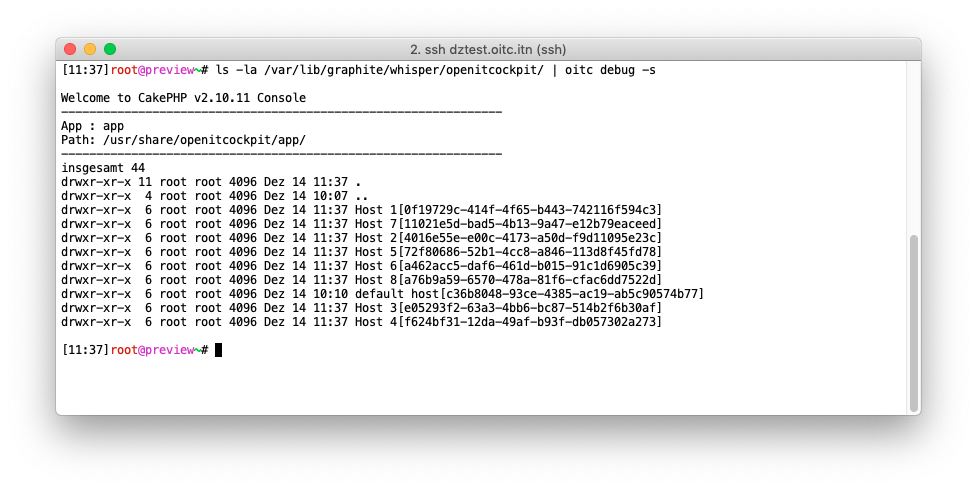 2. ssh dztest.oitc.itn (ssh)
[11:37]root@preview~# ls -la /var/lib/graphite/whisper/openitcockpit/ | oitc debug -s
Welcome to CakePHP v2.10.11 Console
---------------------------------------------------------------
App : app
Path: /usr/share/openitcockpit/app/
---------------------------------------------------------------
insgesamt 44
drwxr-xr-x 11 root root 4096 Dez 14 11:37 .
drwxr-xr-x  4 root root 4096 Dez 14 10:07 ..
drwxr-xr-x  6 root root 4096 Dez 14 11:37 Host 1[0f19729c-414f-4f65-b443-742116f594c3]
drwxr-xr-x  6 root root 4096 Dez 14 11:37 Host 7[11021e5d-bad5-4b13-9a47-e12b79eaceed]
drwxr-xr-x  6 root root 4096 Dez 14 11:37 Host 2[4016e55e-e00c-4173-a50d-f9d11095e23c]
drwxr-xr-x  6 root root 4096 Dez 14 11:37 Host 5[72f80686-52b1-4cc8-a846-113d8f45fd78]
drwxr-xr-x  6 root root 4096 Dez 14 11:37 Host 6[a462acc5-daf6-461d-b015-91c1d6905c39]
drwxr-xr-x  6 root root 4096 Dez 14 11:37 Host 8[a76b9a59-6570-478a-81f6-cfac6dd7522d]
drwxr-xr-x  6 root root 4096 Dez 14 10:10 default host[c36b8048-93ce-4385-ac19-ab5c90574b77]
drwxr-xr-x  6 root root 4096 Dez 14 11:37 Host 3[e05293f2-63a3-4bb6-bc87-514b2f6b30af]
drwxr-xr-x  6 root root 4096 Dez 14 11:37 Host 4[f624bf31-12da-49af-b93f-db057302a273]
[11:37]root@preview~#